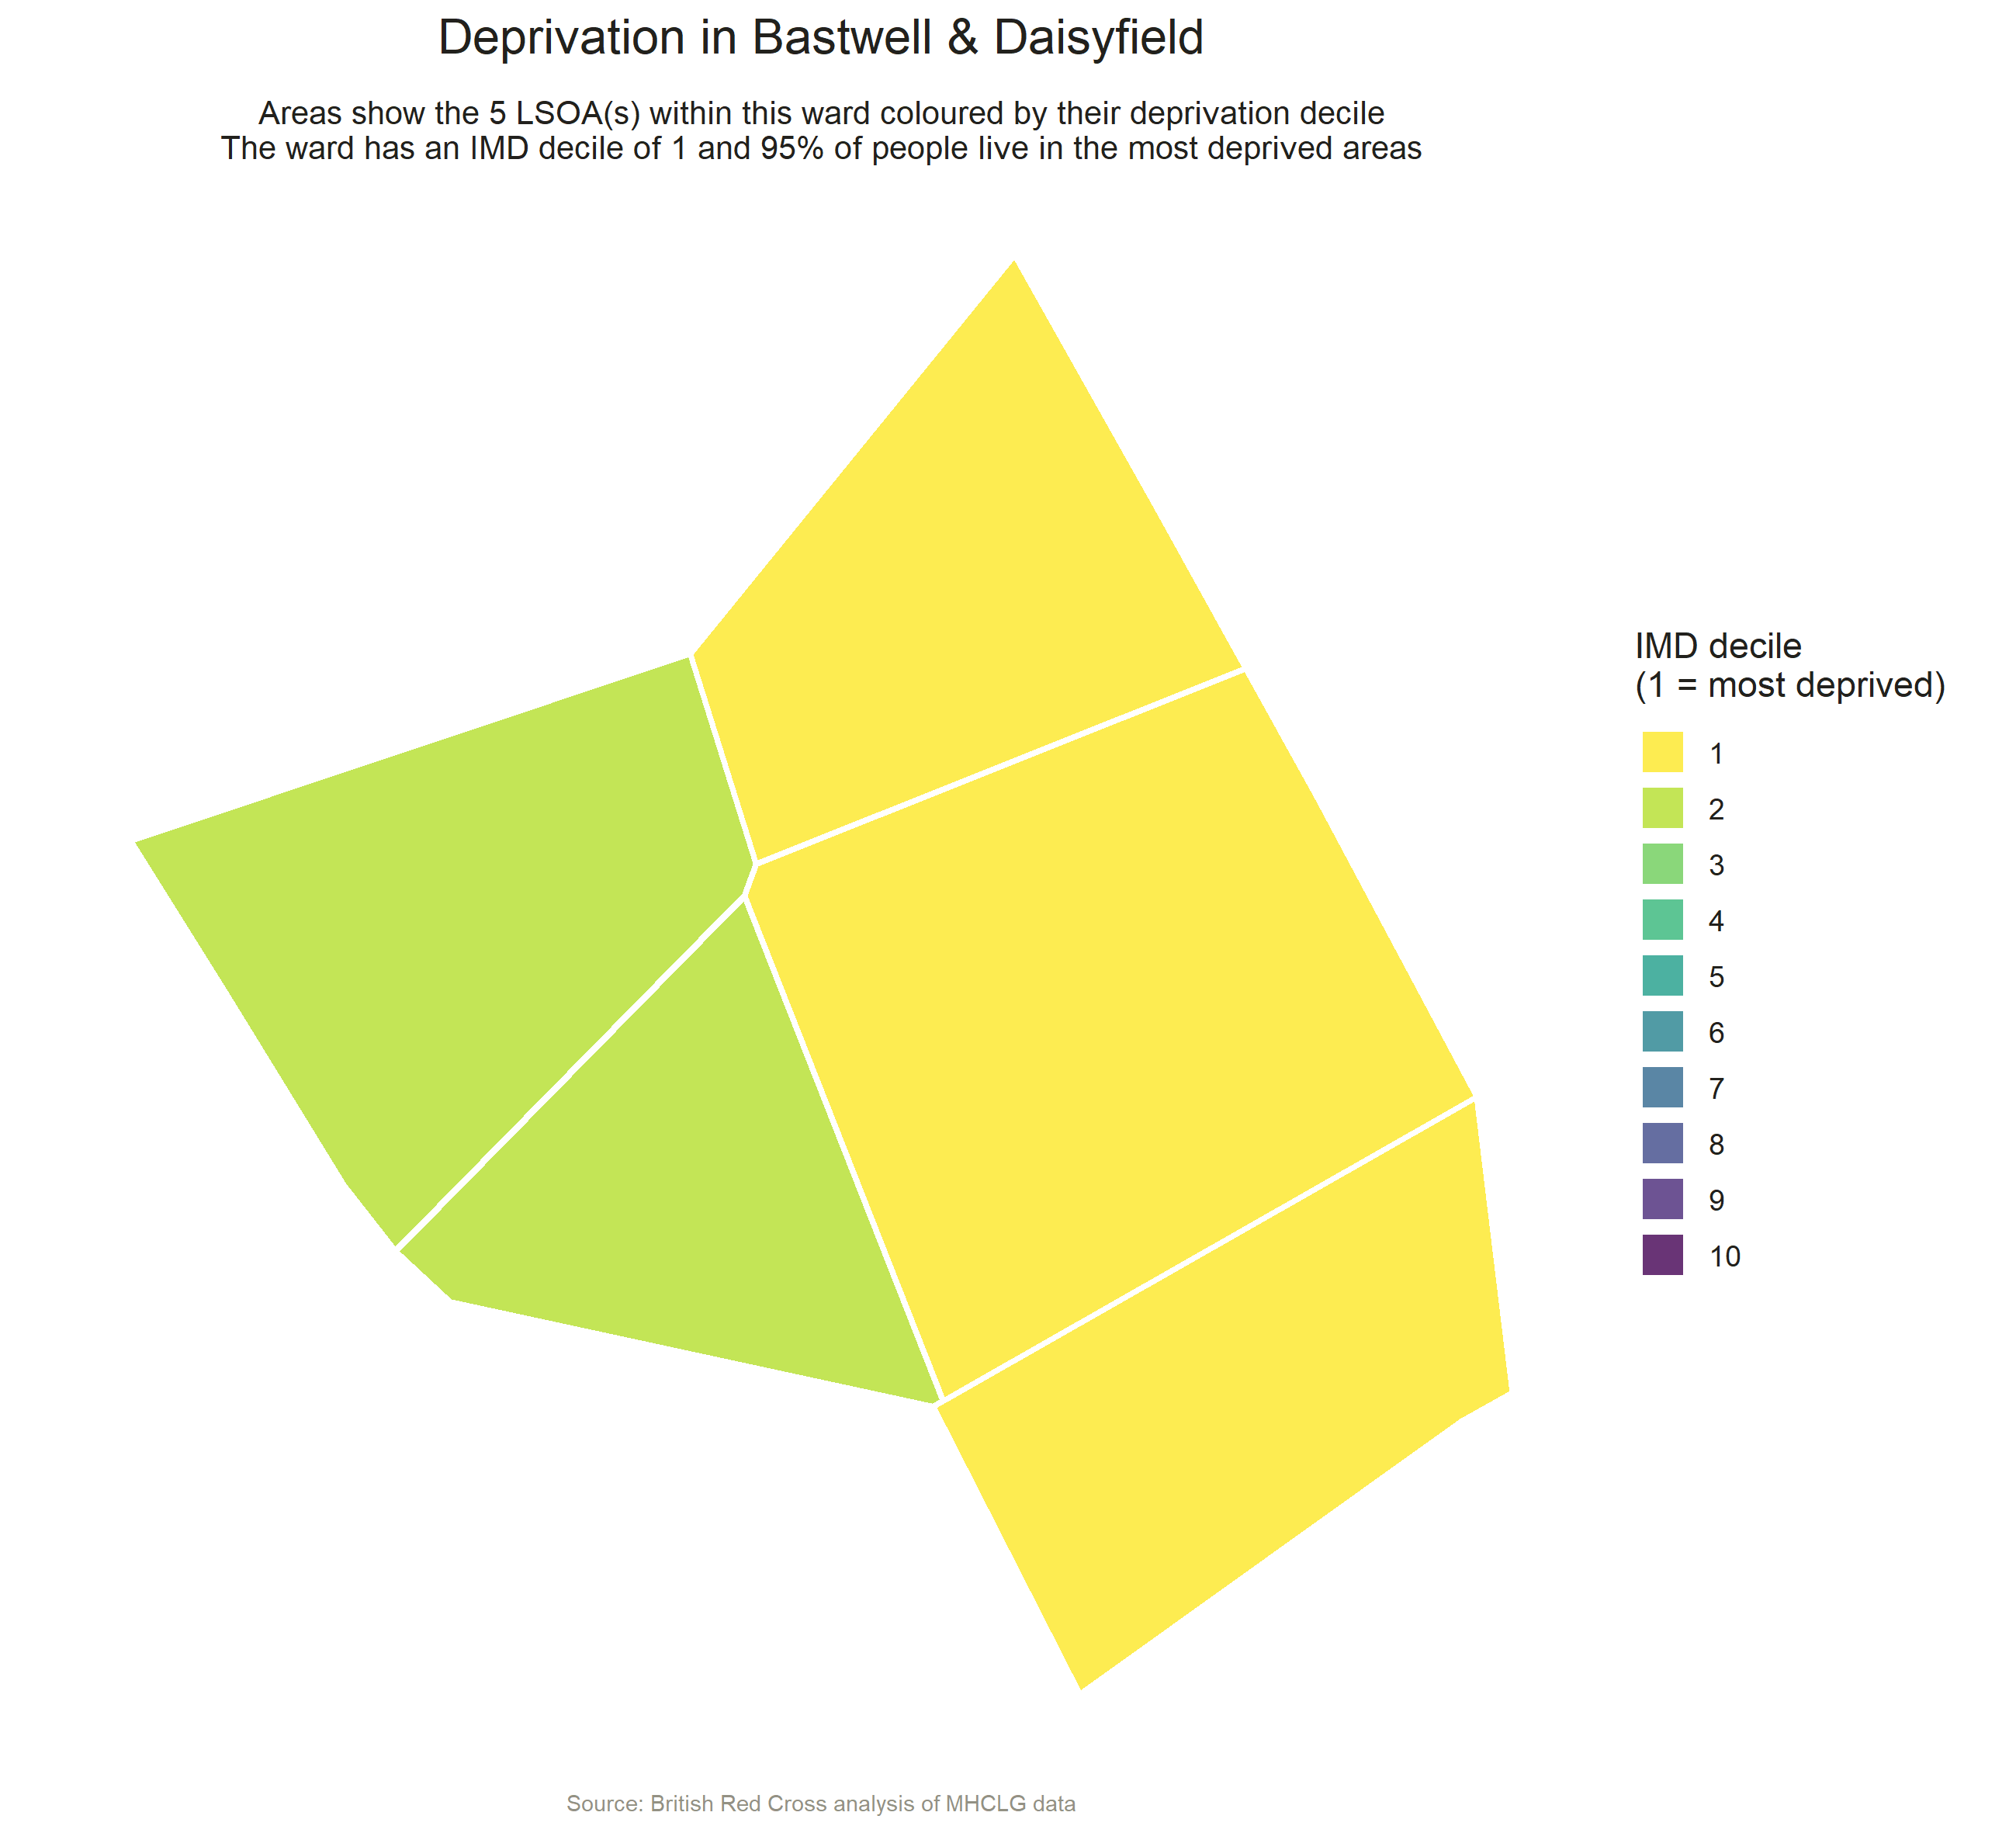 Deprivation in Bastwell & Daisyfield
Areas show the 5 LSOA(s) within this ward coloured by their deprivation decile
The ward has an IMD decile of 1 and 95% of people live in the most deprived areas
IMD decile
(1 = most deprived)
1
2
3
4
5
6
7
8
9
10
Source: British Red Cross analysis of MHCLG data